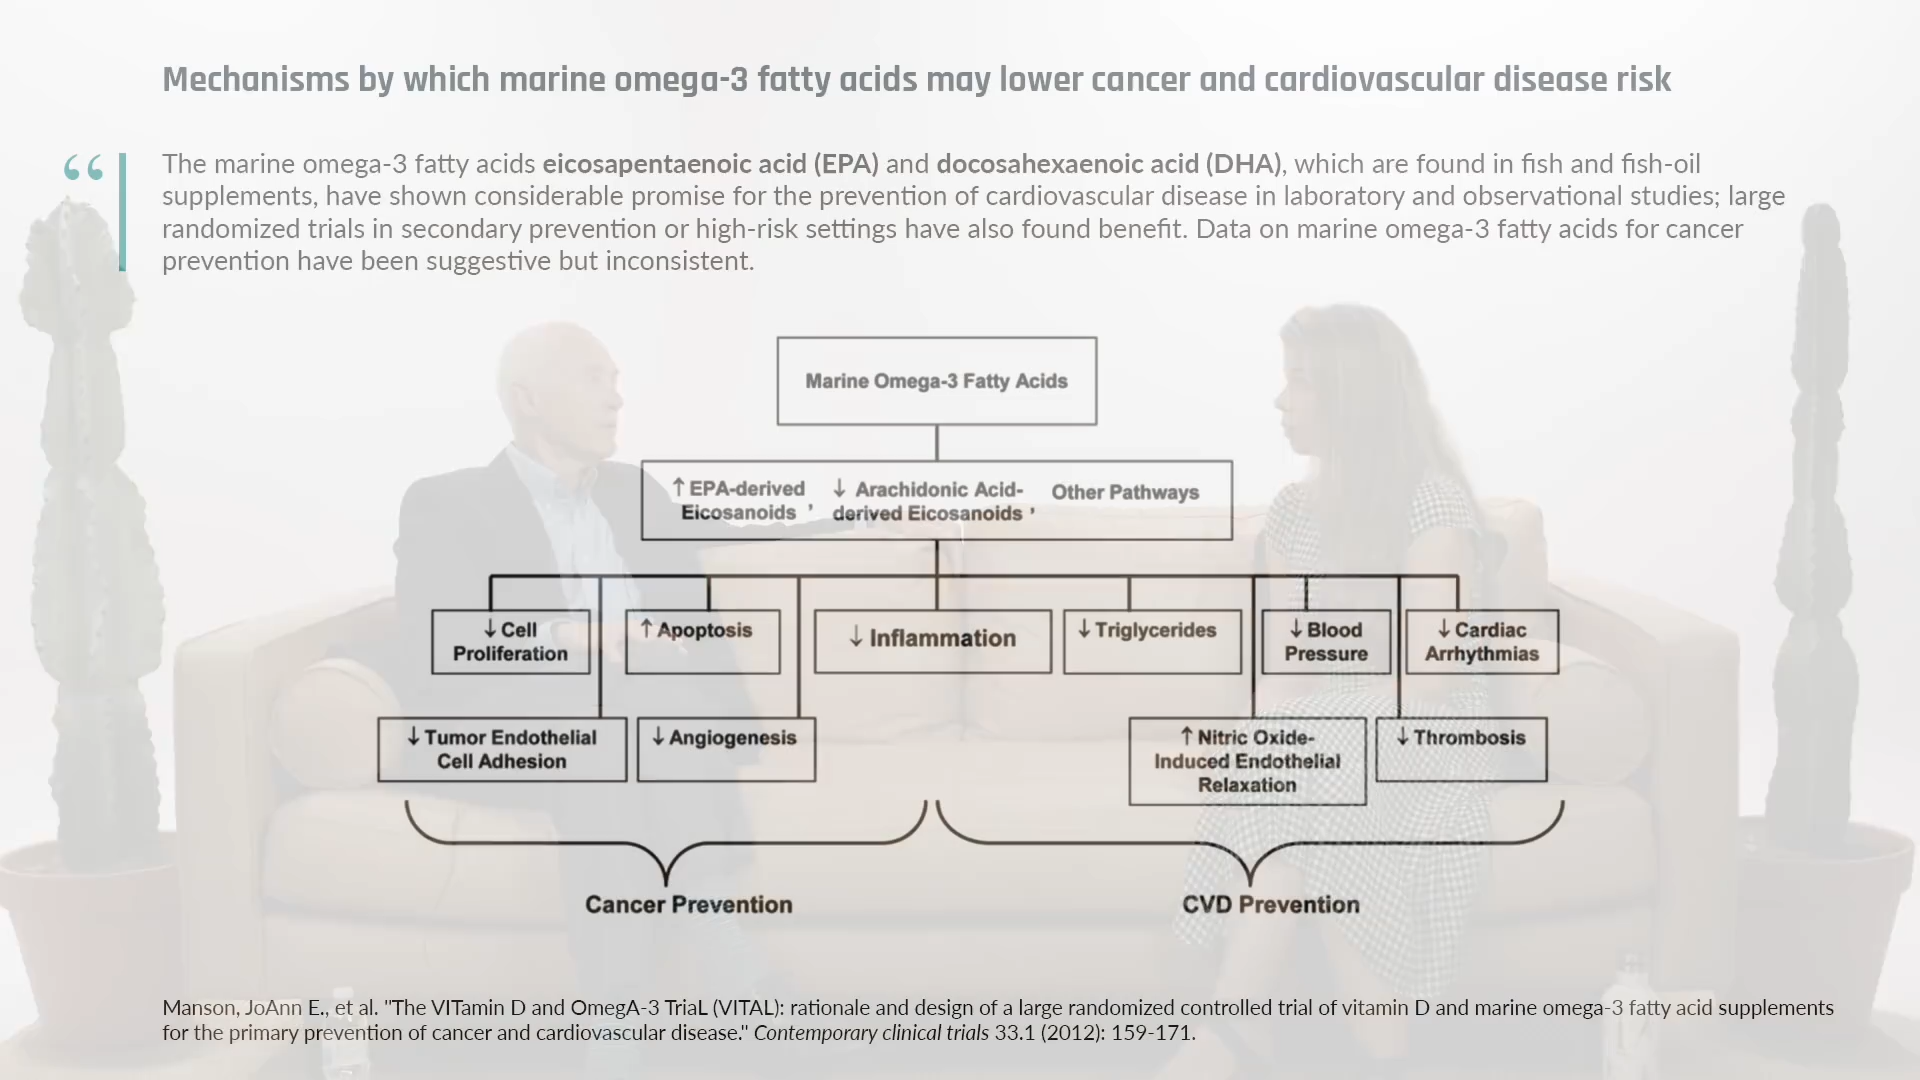 Mechanisms by which marine omega-3 fatty acids may lower cancer and cardiovascular disease risk
“
The marine omega-3 fatty acids eicosapentaenoic acid (EPA) and docosahexaenoic acid (DHA), which are found in fish and fish-oil
supplements, have shown considerable promise for the prevention of cardiovascular disease in laboratory and observational studies; large
randomized trials in secondary prevention or high-risk settings have also found benefit. Data on marine omega-3 fatty acids for cancer
prevention have been suggestive but inconsistent.
Marine Omega-3 Fatty Acids
↑ EPA-derived
Eicosanoids ,
↓ Arachidonic Acid-
derived Eicosanoids ,
Other Pathways
↓ Cell
Proliferation
↑ Apoptosis
↓ Inflammation
↓ Triglycerides
↓ Blood
Pressure
↓ Cardiac
Arrhythmias
↓ Tumor Endothelial
Cell Adhesion
↓ Angiogenesis
↑ Nitric Oxide-
Induced Endothelial
Relaxation
↓ Thrombosis
Cancer Prevention
CVD Prevention
Manson, JoAnn E., et al. "The VITamin D and OmegA-3 TriaL (VITAL): rationale and design of a large randomized controlled trial of vitamin D and marine omega-3 fatty acid supplements
for the primary prevention of cancer and cardiovascular disease." Contemporary clinical trials 33.1 (2012): 159-171.